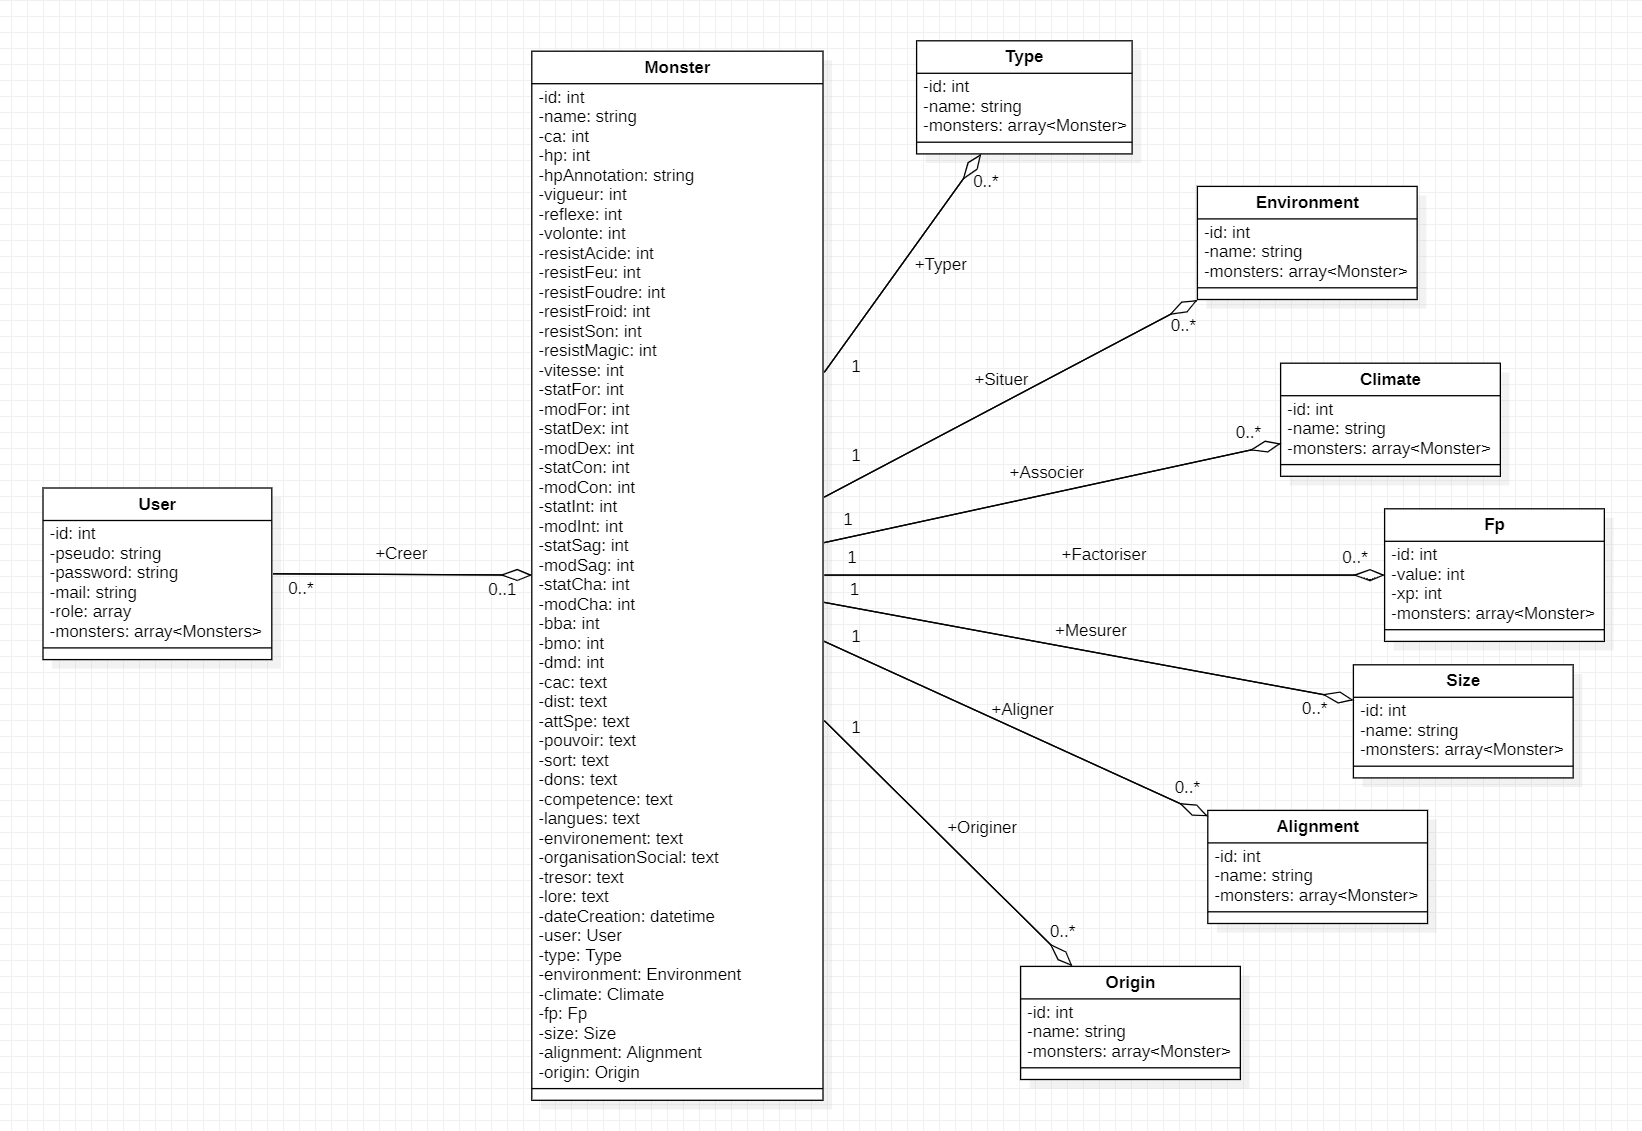 User
-id: int
-pseudo: string
-password: string
-mail: string
-role: array
-monsters: array<Monsters>
+Creer
0..*
0..1
Monster
-id: int
-name: string
-ca: int
-hp: int
-hpAnnotation: string
-vigueur: int
-reflexe: int
-volonte: int
-resistAcide: int
-resistFeu: int
-resistFoudre: int
-resistFroid: int
-resistSon: int
-resistMagic: int
-vitesse: int
-statFor: int
-modFor: int
-statDex: int
-modDex: int
-statCon: int
-modCon: int
-statInt: int
-modInt: int
-statSag: int
-modSag: int
-statCha: int
-modCha: int
-bba: int
-bmo: int
-dmd: int
-cac: text
-dist: text
-attSpe: text
-pouvoir: text
-sort: text
-dons: text
-competence: text
-langues: text
-environement: text
-organisationSocial: text
-tresor: text
-lore: text
-dateCreation: datetime
-user: User
-type: Type
-environment: Environment
-climate: Climate
-fp: Fp
-size: Size
-alignment: Alignment
-origin: Origin
Type
-id: int
-name: string
-monsters: array<Monster>
0..*
+Typer
1
Environment
-id: int
-name: string
-monsters: array<Monster>
0..*
+Situer
1
Climate
-id: int
-name: string
-monsters: array<Monster>
0..*
+Associer
1
Fp
-id: int
-value: int
-xp: int
-monsters: array<Monster>
0..*
+Factoriser
1
Size
-id: int
-name: string
-monsters: array<Monster>
0..*
+Mesurer
1
Alignment
-id: int
-name: string
-monsters: array<Monster>
0..*
+Aligner
1
Origin
-id: int
-name: string
-monsters: array<Monster>
0..*
+Originer
1